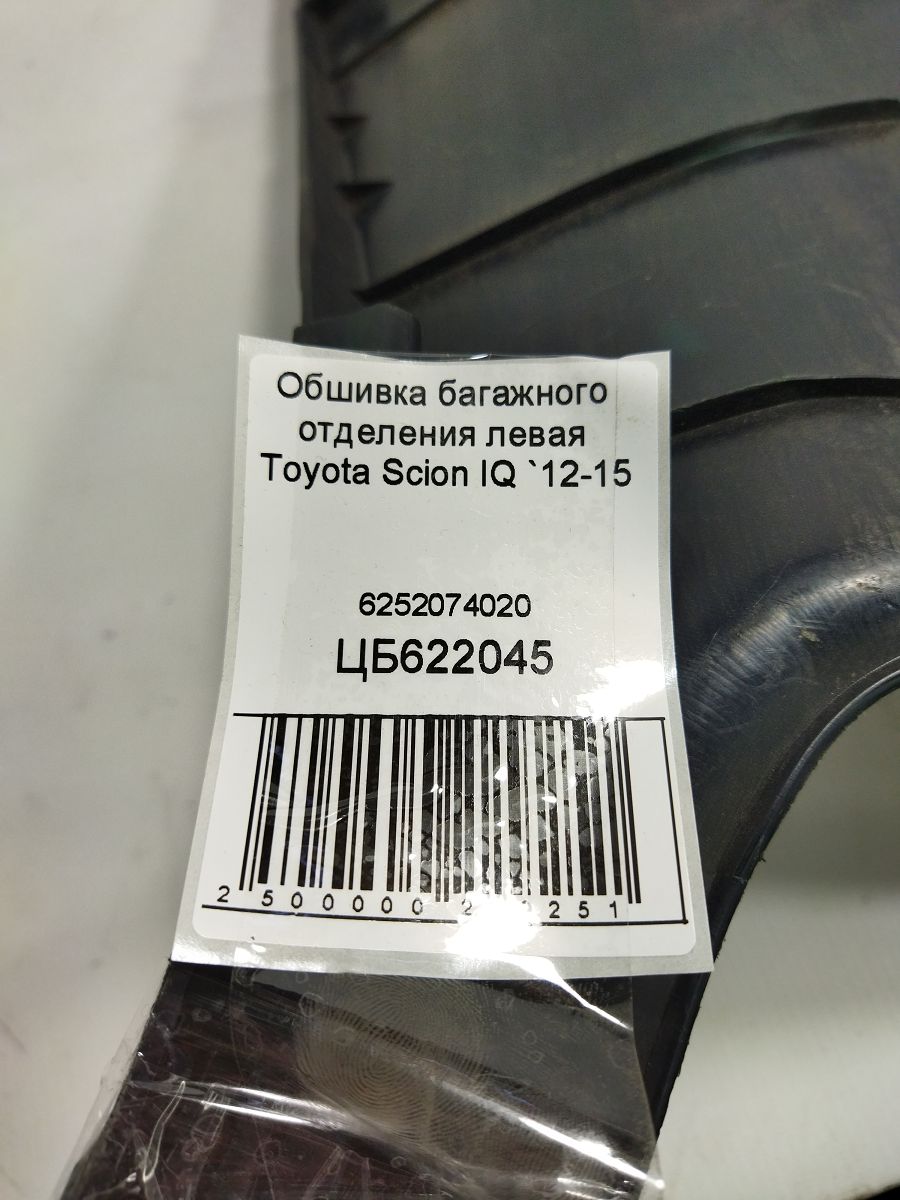 Обшивка багажного
отделения левая
Toyota Scion IQ `12-15
6252074020
ЦБ622045